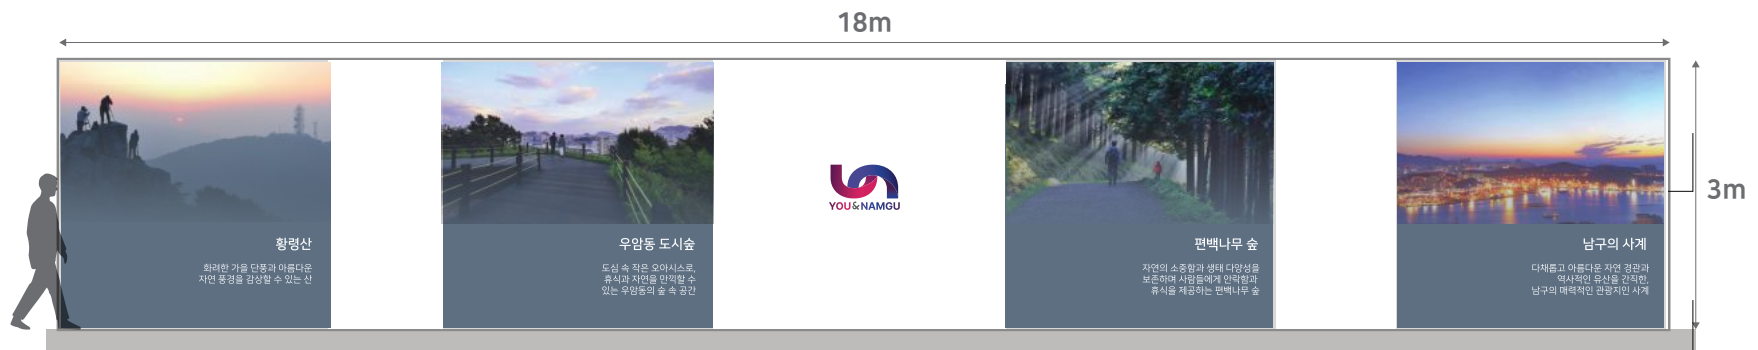 18m
황령산
화려한 가을 단풍과 아름다운
자연 풍경을 감상할 수 있는 산
우암동 도시숲
도심 속 작은 오아시스로,
휴식과 자연을 만끽할 수
있는 우암동의 숲 속 공간
YOU&NAMGU
편백나무 숲
자연의 소중함과 생태 다양성을
보존하며 사람들에게 안락함과
휴식을 제공하는 편백나무 숲
남구의 사계
다채롭고 아름다운 자연 경관과
역사적인 유산을 간직한,
남구의 매력적인 관광지인 사계
3m